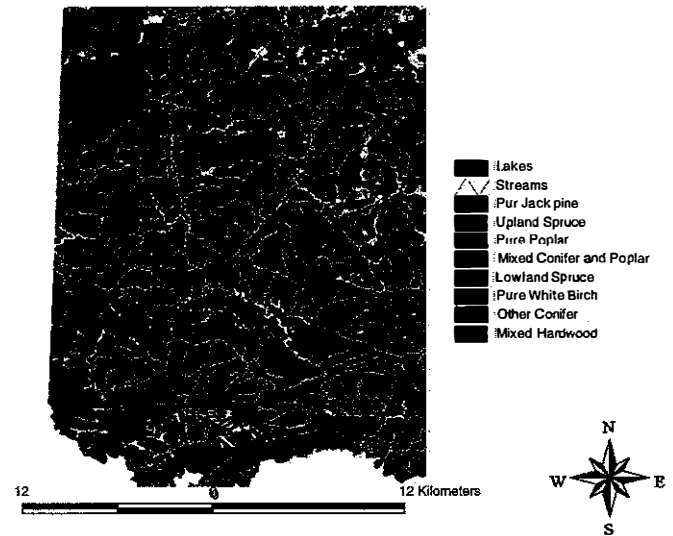 Lakes
Streams
Pur Jack pine
Upland Spruce
Pure Poplar
Mixed Conifer and Poplar
Lowland Spruce
Pure White Birch
Other Conifer
Mixed Hardwood
N
W E
S
12 0 12 Kilometers